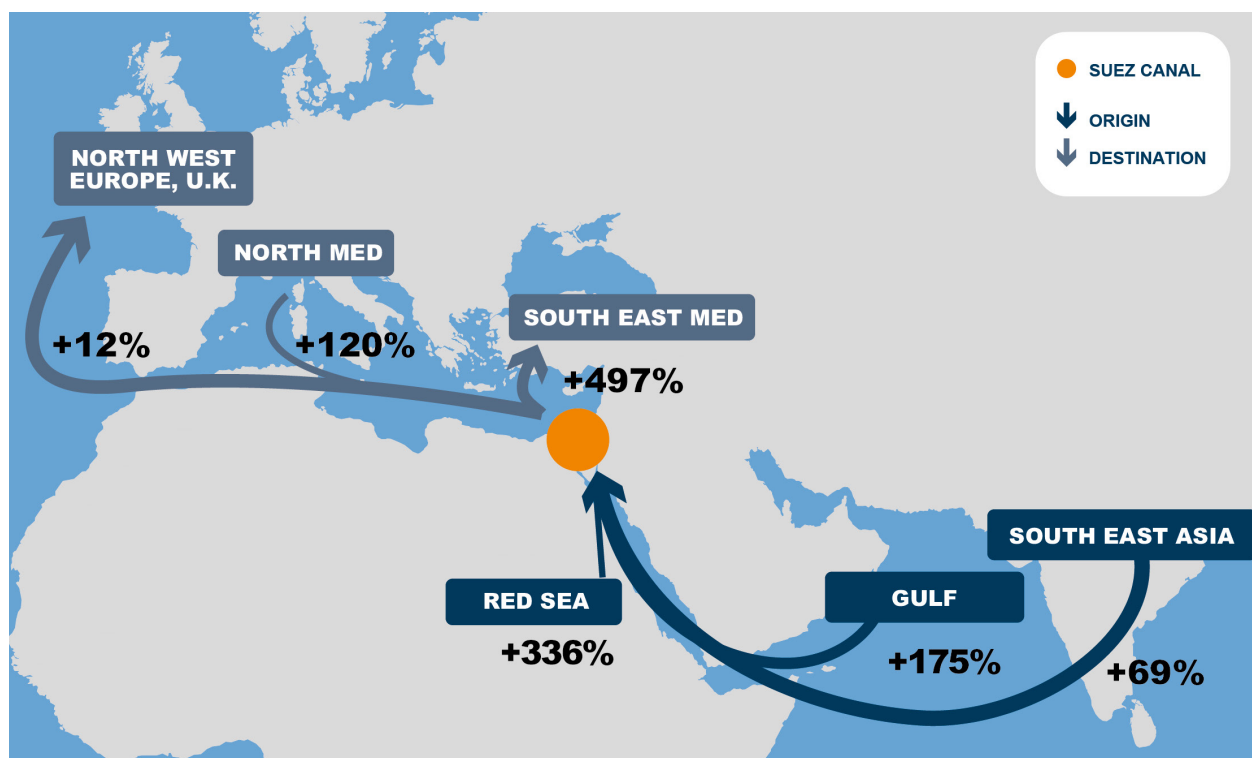 SUEZ CANAL
ORIGIN
DESTINATION
NORTH WEST
EUROPE, U.K.
NORTH MED
SOUTH EAST MED
+12%
+120%
+497%
SOUTH EAST ASIA
RED SEA
GULF
+336%
+175%
+69%